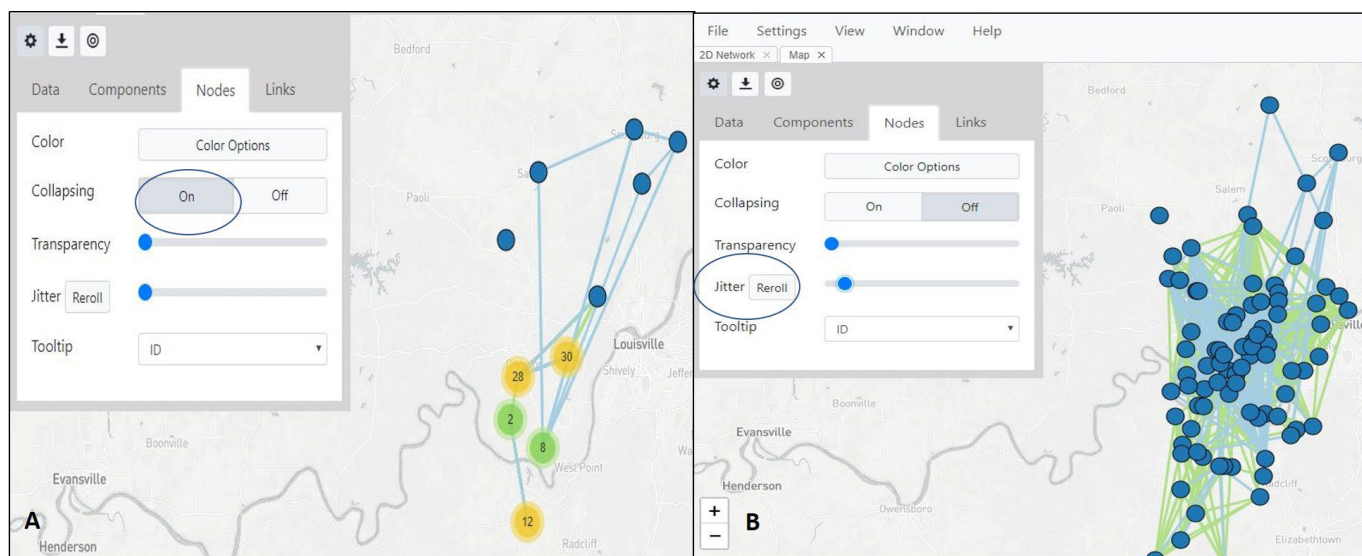 Bedford
Data Components Nodes Links
Color Color Options
Collapsing On Off
Paoli
Transparency
Jitter Reroll
Tooltip ID
Louisville
Shively
30
28
2
8
West Point
Boonville
Evansville
12
A
Radcliff
Henderson
File Settings View Window Help
2D Network × Map ×
Bedford
Data Components Nodes Links
Color Color Options
Salem
Collapsing On Off
Paoli
Transparency
Jitter Reroll
Tooltip ID
Boonville
Evansville
Henderson
Owensboro
+
B
−
Elizabethtown